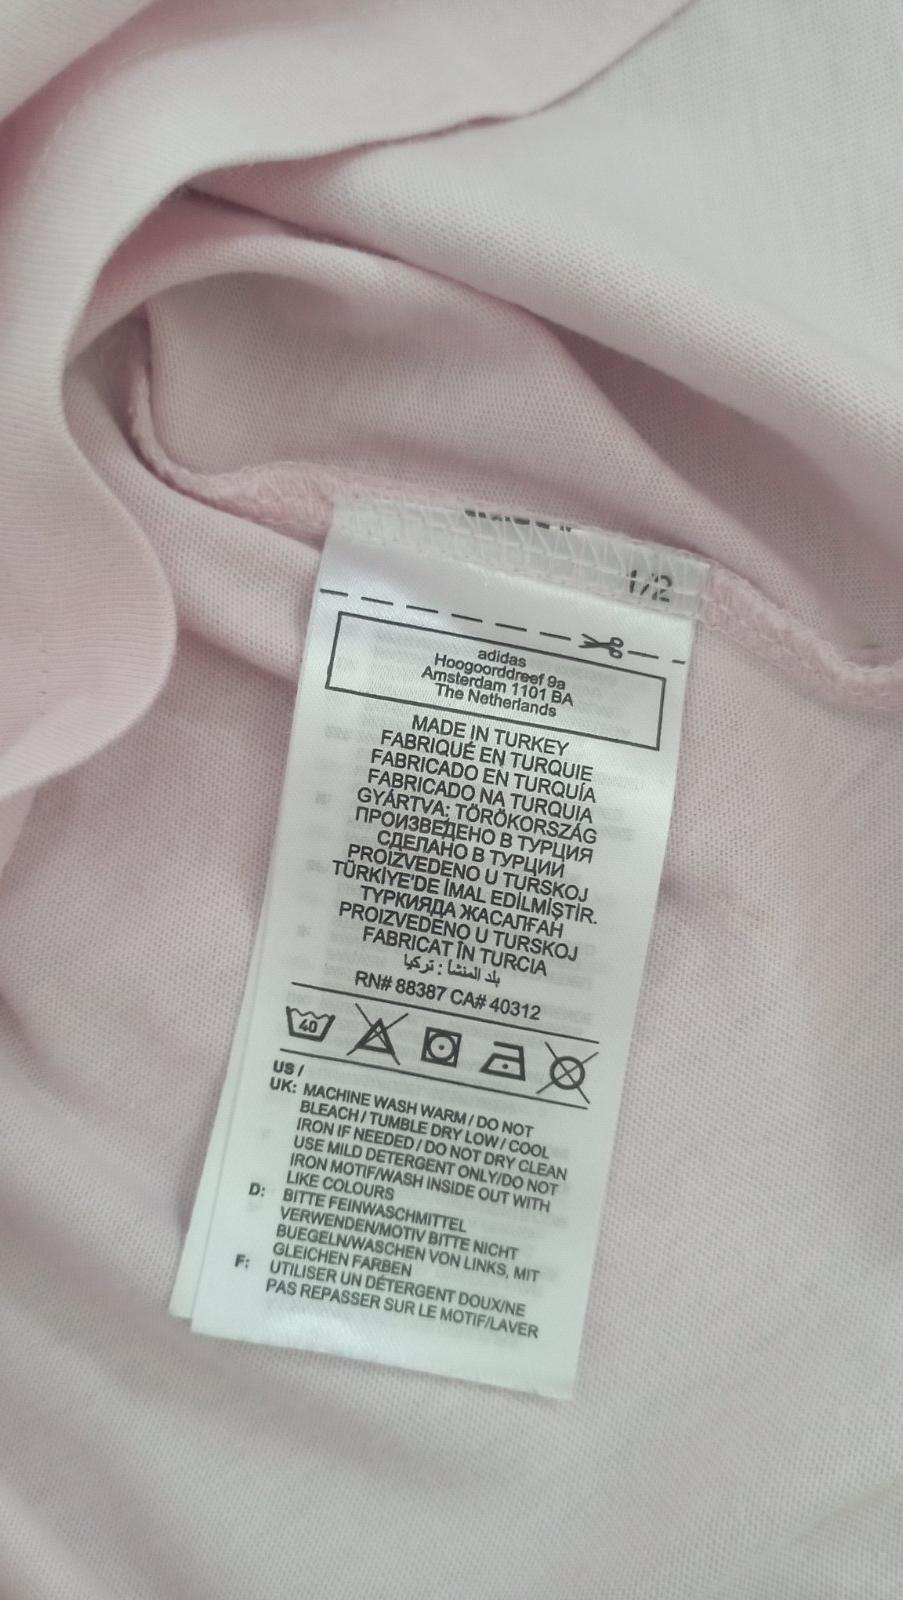 1/2
adidas
Hoogoorddreef 9a
Amsterdam 1101 BA
The Netherlands
MADE IN TURKEY
FABRIQUÉ EN TURQUIE
FABRICADO EN TURQUÍA
FABRICADO NA TURQUIA
GYÁRTVA: TÖRÖKORSZÁG
ПРОИЗВЕДЕНО В ТУРЦИЯ
СДЕЛАНО В ТУРЦИИ
PROIZVEDENO U TURSKOJ
TÜRKİYE'DE İMAL EDİLMİŞTİR.
ТУРКИЯДА ЖАСАЛҒАН
PROIZVEDENO U TURSKOJ
FABRICAT ÎN TURCIA
بلد المنشأ : تركيا
RN# 88387 CA# 40312
40
US /
UK: MACHINE WASH WARM / DO NOT
BLEACH / TUMBLE DRY LOW / COOL
IRON IF NEEDED / DO NOT DRY CLEAN
USE MILD DETERGENT ONLY/DO NOT
IRON MOTIF/WASH INSIDE OUT WITH
LIKE COLOURS
D: BITTE FEINWASCHMITTEL
VERWENDEN/MOTIV BITTE NICHT
BUEGELN/WASCHEN VON LINKS, MIT
GLEICHEN FARBEN
F: UTILISER UN DÉTERGENT DOUX/NE
PAS REPASSER SUR LE MOTIF/LAVER